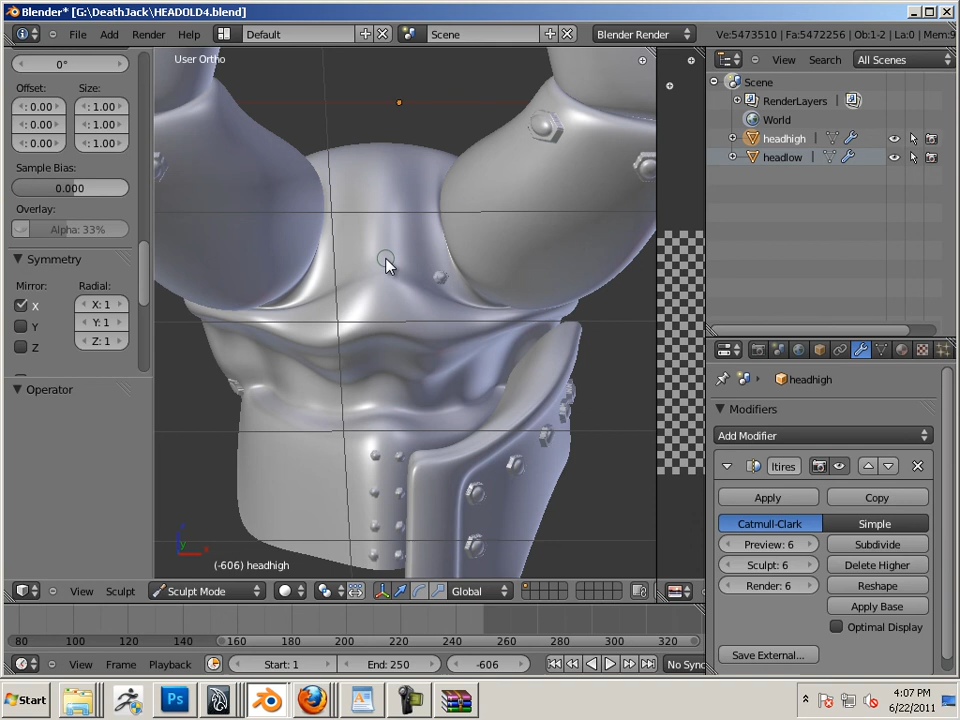 Blender* [G:\DeathJack\HEADOLD4.blend]
File Add Render Help Default Scene Blender Render Ve:5473510 | Fa:5472256 | Ob:1-2 | La:0 | Mem:9
0°
Offset: Size:
: 0.00 : 1.00
: 0.00 : 1.00
: 0.00 : 1.00
Sample Bias:
0.000
Overlay:
Alpha: 33%
Symmetry
Mirror: Radial:
X X: 1
Y Y: 1
Z Z: 1
Operator
User Ortho
z
y x
(-606) headhigh
View Sculpt Sculpt Mode Global
View Search All Scenes
Scene
RenderLayers |
World
headhigh |
headlow |
headhigh
Modifiers
Add Modifier
ltires
Apply Copy
Catmull-Clark Simple
Preview: 6 Subdivide
Sculpt: 6 Delete Higher
Render: 6 Reshape
Apply Base
Optimal Display
Save External...
80 100 120 140 160 180 200 220 240 260 280 300 320
View Frame Playback Start: 1 End: 250 -606 No Sync
Start Ps 4:07 PM
6/22/2011